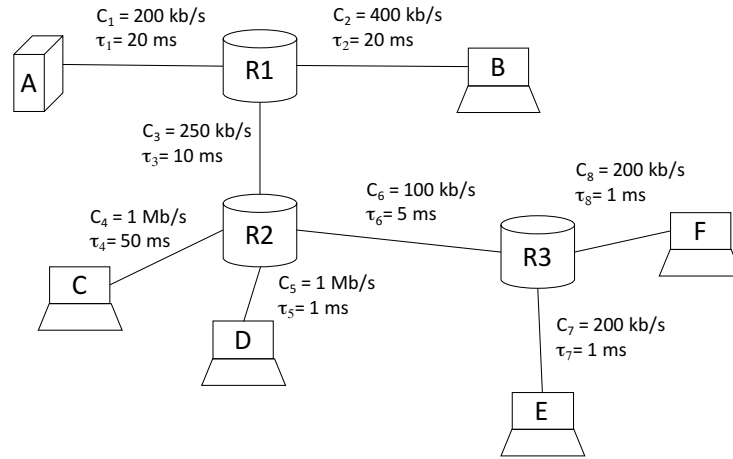 C1 = 200 kb/s
τ1= 20 ms
C2 = 400 kb/s
τ2= 20 ms
A
R1
B
C3 = 250 kb/s
τ3= 10 ms
C4 = 1 Mb/s
τ4= 50 ms
C6 = 100 kb/s
τ6= 5 ms
C8 = 200 kb/s
τ8= 1 ms
R2
R3
F
C
C5 = 1 Mb/s
τ5= 1 ms
D
C7 = 200 kb/s
τ7= 1 ms
E